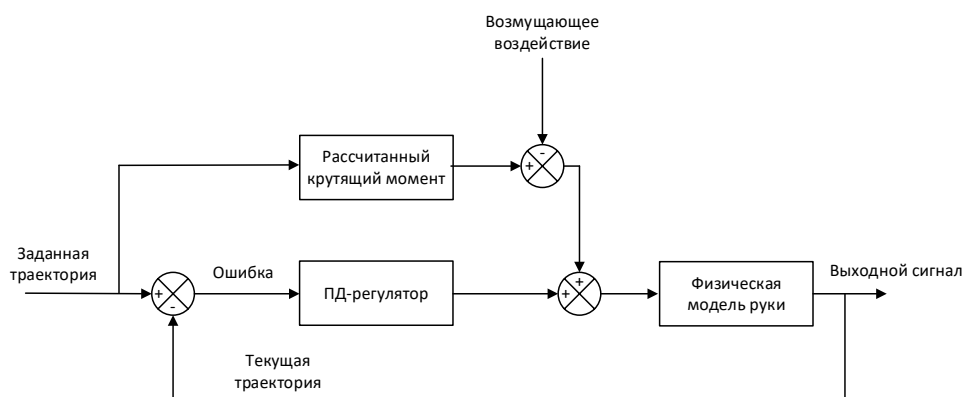 Возмущающее
воздействие
-
+
Рассчитанный
крутящий момент
Заданная
траектория
+
-
Ошибка
ПД-регулятор
+
+
Физическая
модель руки
Выходной сигнал
Текущая
траектория